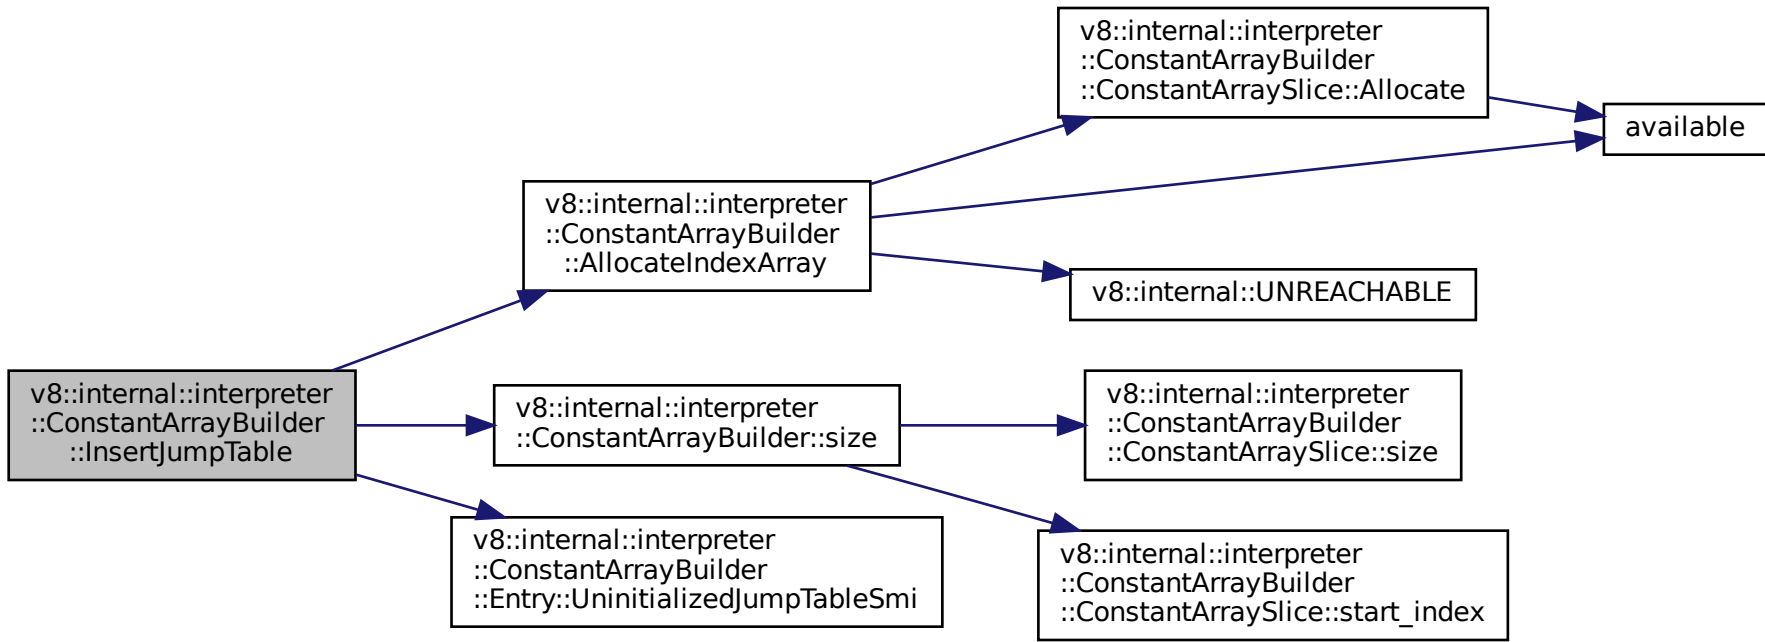 v8::internal::interpreter
::ConstantArrayBuilder
::InsertJumpTable
v8::internal::interpreter
::ConstantArrayBuilder
::AllocateIndexArray
v8::internal::interpreter
::ConstantArrayBuilder
::ConstantArraySlice::Allocate
available
v8::internal::UNREACHABLE
v8::internal::interpreter
::ConstantArrayBuilder::size
v8::internal::interpreter
::ConstantArrayBuilder
::ConstantArraySlice::size
v8::internal::interpreter
::ConstantArrayBuilder
::ConstantArraySlice::start_index
v8::internal::interpreter
::ConstantArrayBuilder
::Entry::UninitializedJumpTableSmi